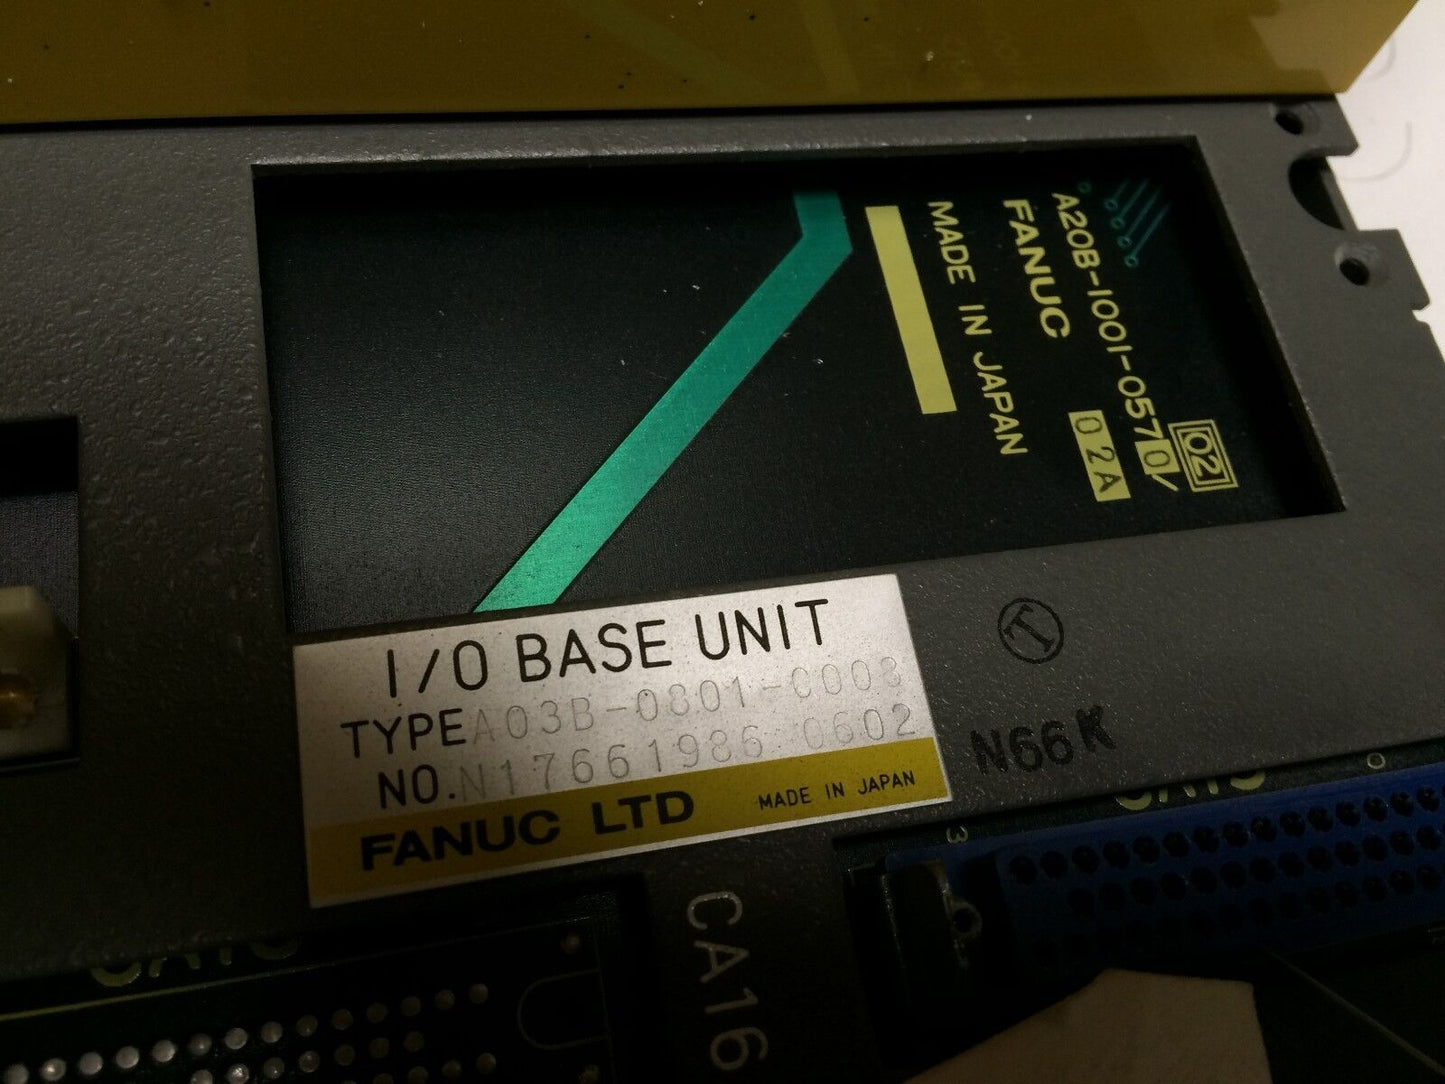 A20B-1001-0570/
02
02A
FANUC
MADE IN JAPAN
I/O BASE UNIT
TYPE A03B-0801-C003
NO. N17661986 0602
FANUC LTD MADE IN JAPAN
N66K
CA16